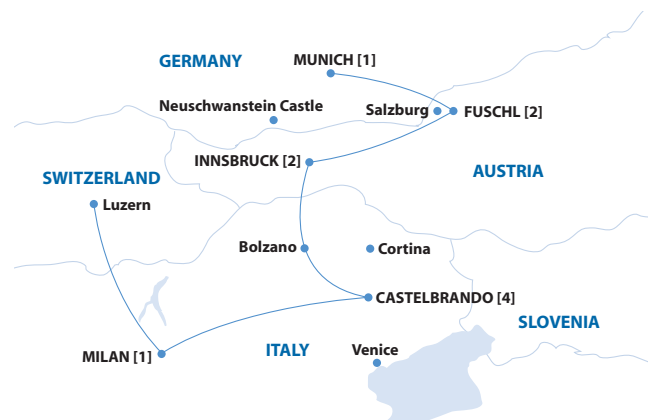 MUNICH [1]
GERMANY
Neuschwanstein Castle
Salzburg
FUSCHL [2]
INNSBRUCK [2]
AUSTRIA
SWITZERLAND
Luzern
Bolzano
Cortina
CASTELBRANDO [4]
SLOVENIA
ITALY
Venice
MILAN [1]